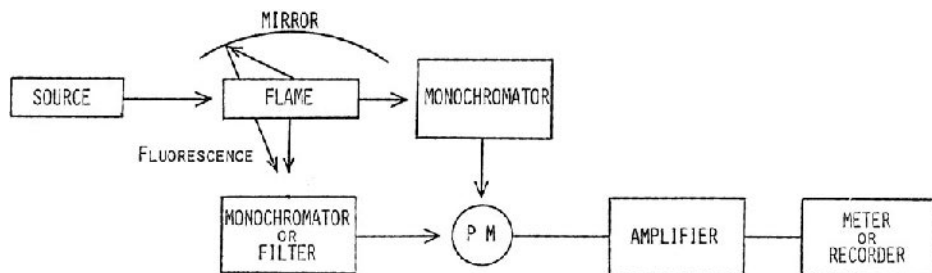 MIRROR
SOURCE
FLAME
MONOCHROMATOR
FLUORESCENCE
MONOCHROMATOR
OR
FILTER
P M
AMPLIFIER
METER
OR
RECORDER